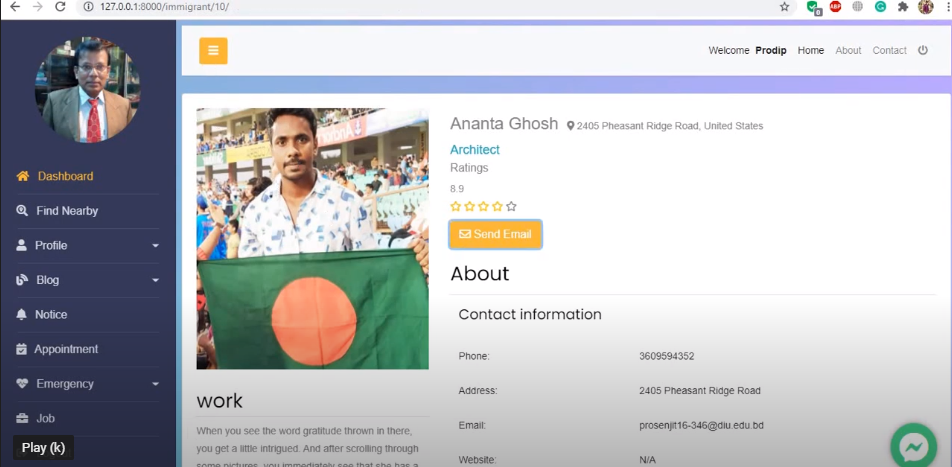 127.0.0.1:8000/immigrant/10/
8
ABP
Welcome Prodip Home About Contact
Ananta Ghosh 2405 Pheasant Ridge Road, United States
Architect
Ratings
8.9
Send Email
About
Contact information
Phone: 3609594352
Address: 2405 Pheasant Ridge Road
Email: prosenjit16-346@diu.edu.bd
Website: N/A
Dashboard
Find Nearby
Profile
Blog
Notice
Appointment
Emergency
Job
Play (k)
work
When you see the word gratitude thrown in there,
you get a little intrigued. And after scrolling through
some pictures, you immediately see that she has a